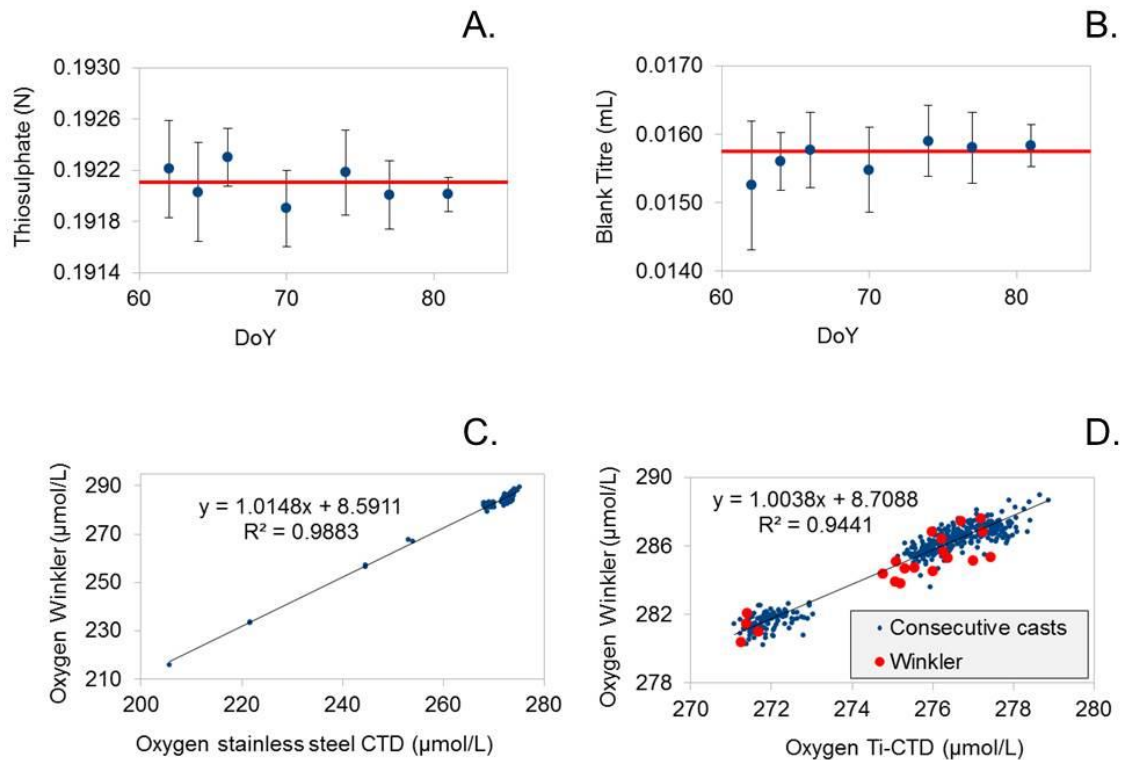 A.
0.1930
0.1926
0.1922
0.1918
0.1914
Thiosulphate (N)
60
70
80
DoY
B.
0.0170
0.0160
0.0150
0.0140
Blank Titre (mL)
60
70
80
DoY
C.
290
270
250
230
210
Oxygen Winkler (µmol/L)
y = 1.0148x + 8.5911
R² = 0.9883
200
220
240
260
280
Oxygen stainless steel CTD (µmol/L)
D.
290
286
282
278
Oxygen Winkler (µmol/L)
y = 1.0038x + 8.7088
R² = 0.9441
Consecutive casts
Winkler
270
272
274
276
278
280
Oxygen Ti-CTD (µmol/L)